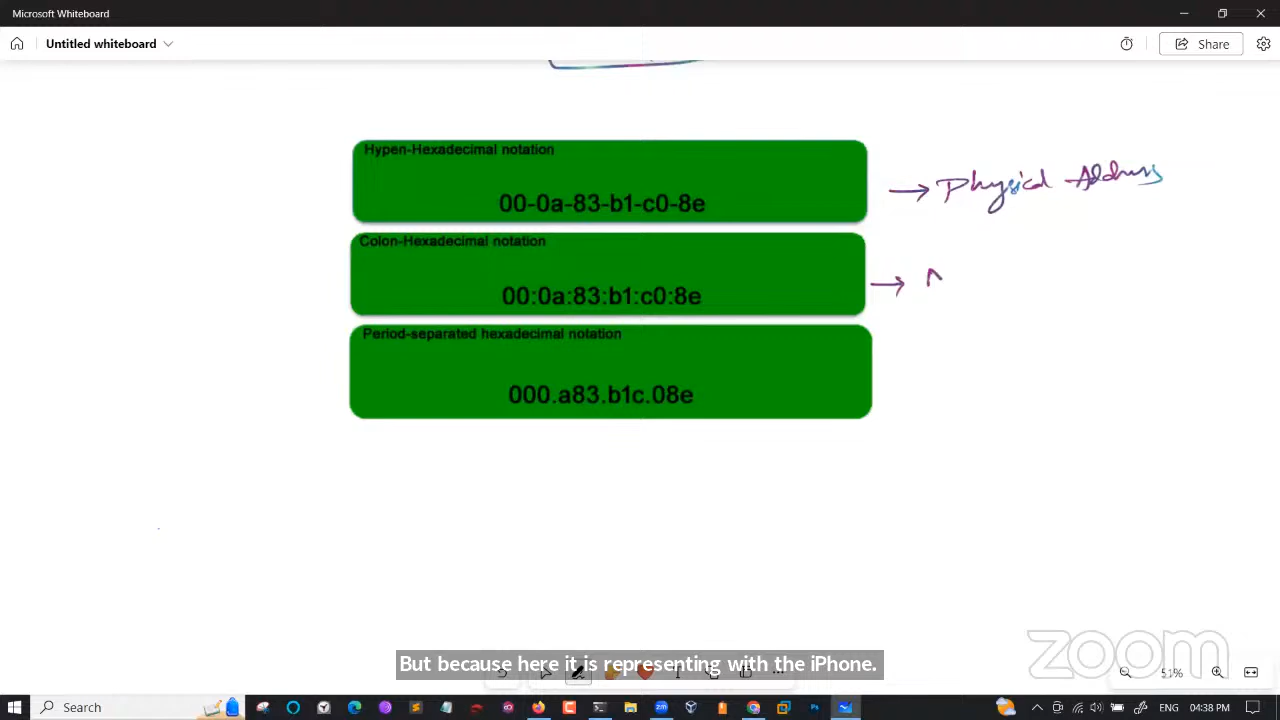 Microsoft Whiteboard
Untitled whiteboard
Share
Hypen-Hexadecimal notation
00-0a-83-b1-c0-8e
→ Physical Address
Colon-Hexadecimal notation
00:0a:83:b1:c0:8e
→
Period-separated hexadecimal notation
000.a83.b1c.08e
zoom
But because here it is representing with the iPhone.
51%
Search
ENG
04:38 PM